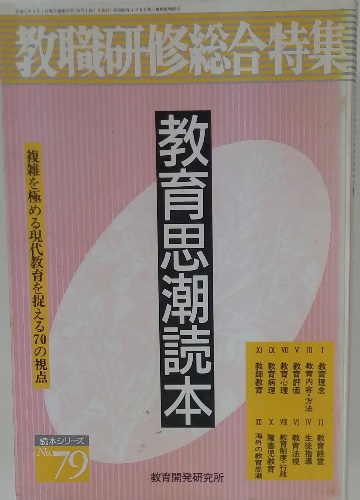 教職研修総合特集
教育思潮読本
複雑を極める現代教育を捉える70の視点
Ⅰ 教育理念
Ⅱ 教育経営
Ⅲ 教育内容・方法
Ⅳ 生徒指導
Ⅴ 教育評価
Ⅵ 教育法規
Ⅶ 教育心理
Ⅷ 教育制度・行政
Ⅸ 教育病理
Ⅹ 障害児教育
Ⅺ 教師教育
Ⅻ 海外の教育思潮
読本シリーズ
No.79
教育開発研究所